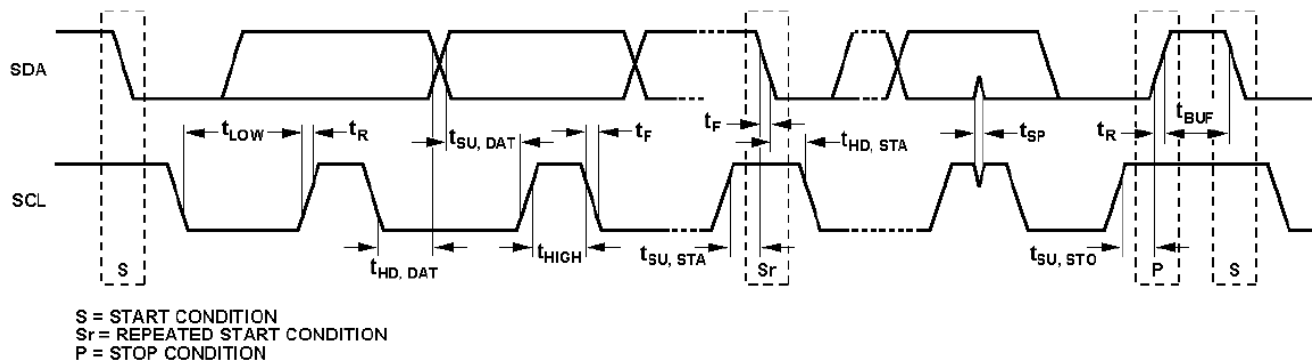 SDA
tLOW
tR
tSU, DAT
tF
tF
tHD, STA
tSP
tR
tBUF
SCL
tHD, DAT
tHIGH
tSU, STA
tSU, STO
S
Sr
P
S
S = START CONDITION
Sr = REPEATED START CONDITION
P = STOP CONDITION